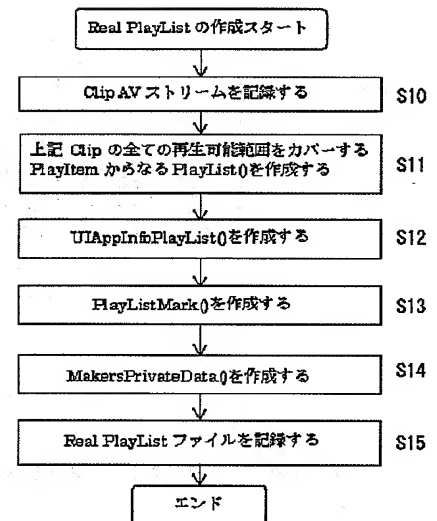 Real PlayList の作成スタート
Clip AV ストリームを記録する
S10
上記 Clip の全ての再生可能範囲をカバーする
PlayItem からなる PlayList()を作成する
S11
UIAppInfoPlayList()を作成する
S12
PlayListMark()を作成する
S13
MakersPrivateData()を作成する
S14
Real PlayList ファイルを記録する
S15
エンド